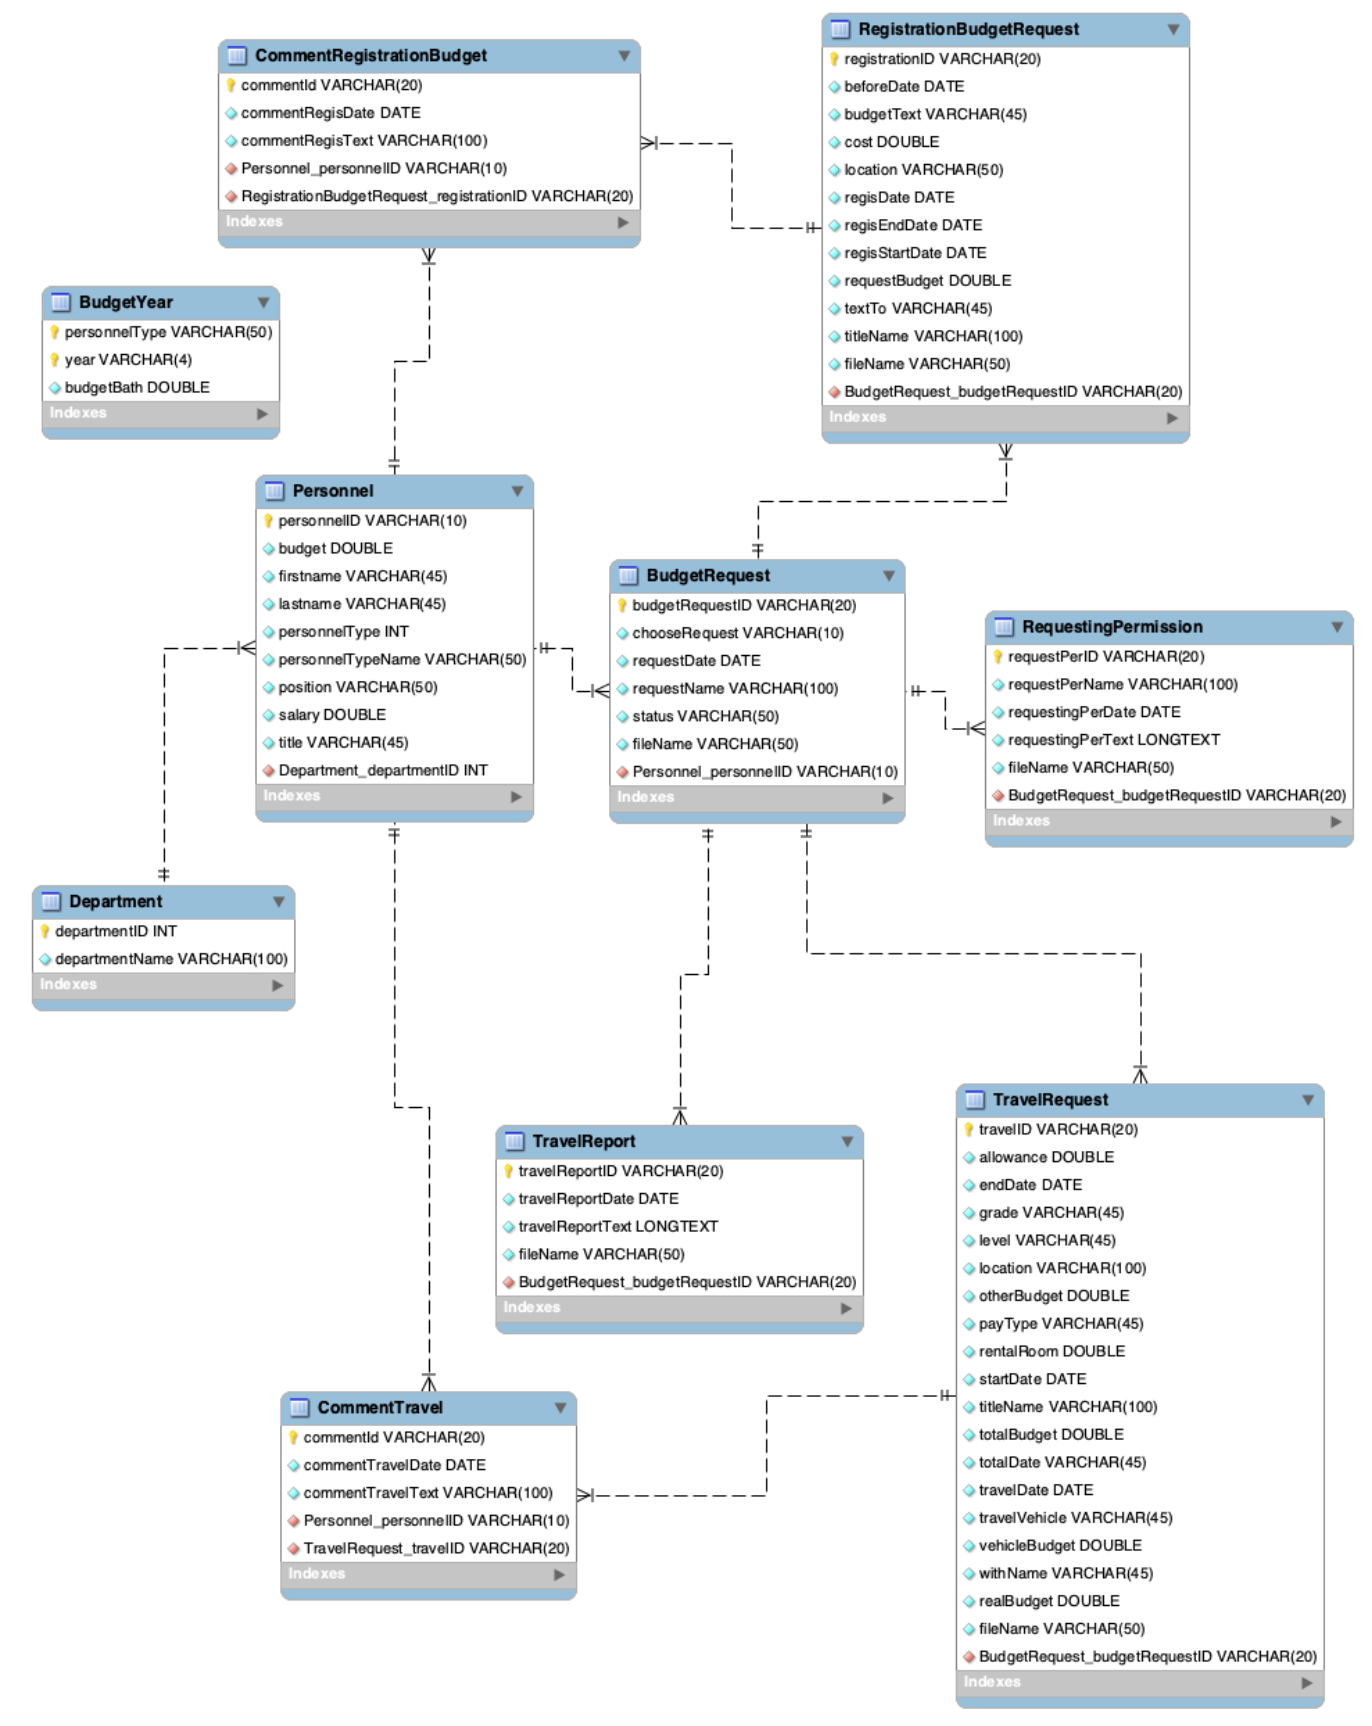 CommentRegistrationBudget
commentId VARCHAR(20)
commentRegisDate DATE
commentRegisText VARCHAR(100)
Personnel_personnelID VARCHAR(10)
RegistrationBudgetRequest_registrationID VARCHAR(20)
Indexes
RegistrationBudgetRequest
registrationID VARCHAR(20)
beforeDate DATE
budgetText VARCHAR(45)
cost DOUBLE
location VARCHAR(50)
regisDate DATE
regisEndDate DATE
regisStartDate DATE
requestBudget DOUBLE
textTo VARCHAR(45)
titleName VARCHAR(100)
fileName VARCHAR(50)
BudgetRequest_budgetRequestID VARCHAR(20)
Indexes
BudgetYear
personnelType VARCHAR(50)
year VARCHAR(4)
budgetBath DOUBLE
Indexes
Personnel
personnelID VARCHAR(10)
budget DOUBLE
firstname VARCHAR(45)
lastname VARCHAR(45)
personnelType INT
personnelTypeName VARCHAR(50)
position VARCHAR(50)
salary DOUBLE
title VARCHAR(45)
Department_departmentID INT
Indexes
BudgetRequest
budgetRequestID VARCHAR(20)
chooseRequest VARCHAR(10)
requestDate DATE
requestName VARCHAR(100)
status VARCHAR(50)
fileName VARCHAR(50)
Personnel_personnelID VARCHAR(10)
Indexes
RequestingPermission
requestPerID VARCHAR(20)
requestPerName VARCHAR(100)
requestingPerDate DATE
requestingPerText LONGTEXT
fileName VARCHAR(50)
BudgetRequest_budgetRequestID VARCHAR(20)
Indexes
Department
departmentID INT
departmentName VARCHAR(100)
Indexes
TravelReport
travelReportID VARCHAR(20)
travelReportDate DATE
travelReportText LONGTEXT
fileName VARCHAR(50)
BudgetRequest_budgetRequestID VARCHAR(20)
Indexes
TravelRequest
travelID VARCHAR(20)
allowance DOUBLE
endDate DATE
grade VARCHAR(45)
level VARCHAR(45)
location VARCHAR(100)
otherBudget DOUBLE
payType VARCHAR(45)
rentalRoom DOUBLE
startDate DATE
titleName VARCHAR(100)
totalBudget DOUBLE
totalDate VARCHAR(45)
travelDate DATE
travelVehicle VARCHAR(45)
vehicleBudget DOUBLE
withName VARCHAR(45)
realBudget DOUBLE
fileName VARCHAR(50)
BudgetRequest_budgetRequestID VARCHAR(20)
Indexes
CommentTravel
commentId VARCHAR(20)
commentTravelDate DATE
commentTravelText VARCHAR(100)
Personnel_personnelID VARCHAR(10)
TravelRequest_travelID VARCHAR(20)
Indexes